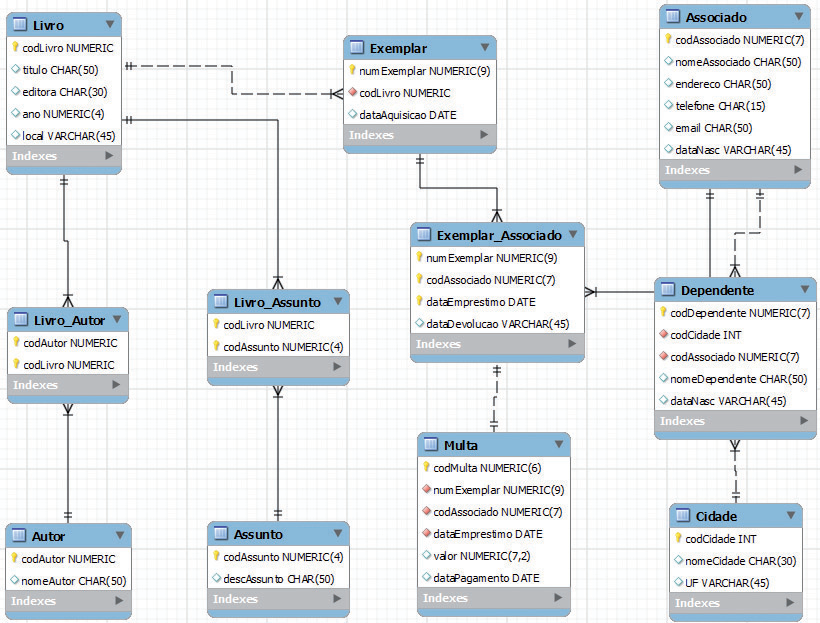 Livro
codLivro NUMERIC
titulo CHAR(50)
editora CHAR(30)
ano NUMERIC(4)
local VARCHAR(45)
Indexes
Exemplar
numExemplar NUMERIC(9)
codLivro NUMERIC
dataAquisicao DATE
Indexes
Associado
codAssociado NUMERIC(7)
nomeAssociado CHAR(50)
endereco CHAR(50)
telefone CHAR(15)
email CHAR(50)
dataNasc VARCHAR(45)
Indexes
Exemplar_Associado
numExemplar NUMERIC(9)
codAssociado NUMERIC(7)
dataEmprestimo DATE
dataDevolucao VARCHAR(45)
Indexes
Livro_Autor
codAutor NUMERIC
codLivro NUMERIC
Indexes
Livro_Assunto
codLivro NUMERIC
codAssunto NUMERIC(4)
Indexes
Dependente
codDependente NUMERIC(7)
codCidade INT
codAssociado NUMERIC(7)
nomeDependente CHAR(50)
dataNasc VARCHAR(45)
Indexes
Multa
codMulta NUMERIC(6)
numExemplar NUMERIC(9)
codAssociado NUMERIC(7)
dataEmprestimo DATE
valor NUMERIC(7,2)
dataPagamento DATE
Indexes
Autor
codAutor NUMERIC
nomeAutor CHAR(50)
Indexes
Assunto
codAssunto NUMERIC(4)
descAssunto CHAR(50)
Indexes
Cidade
codCidade INT
nomeCidade CHAR(30)
UF VARCHAR(45)
Indexes